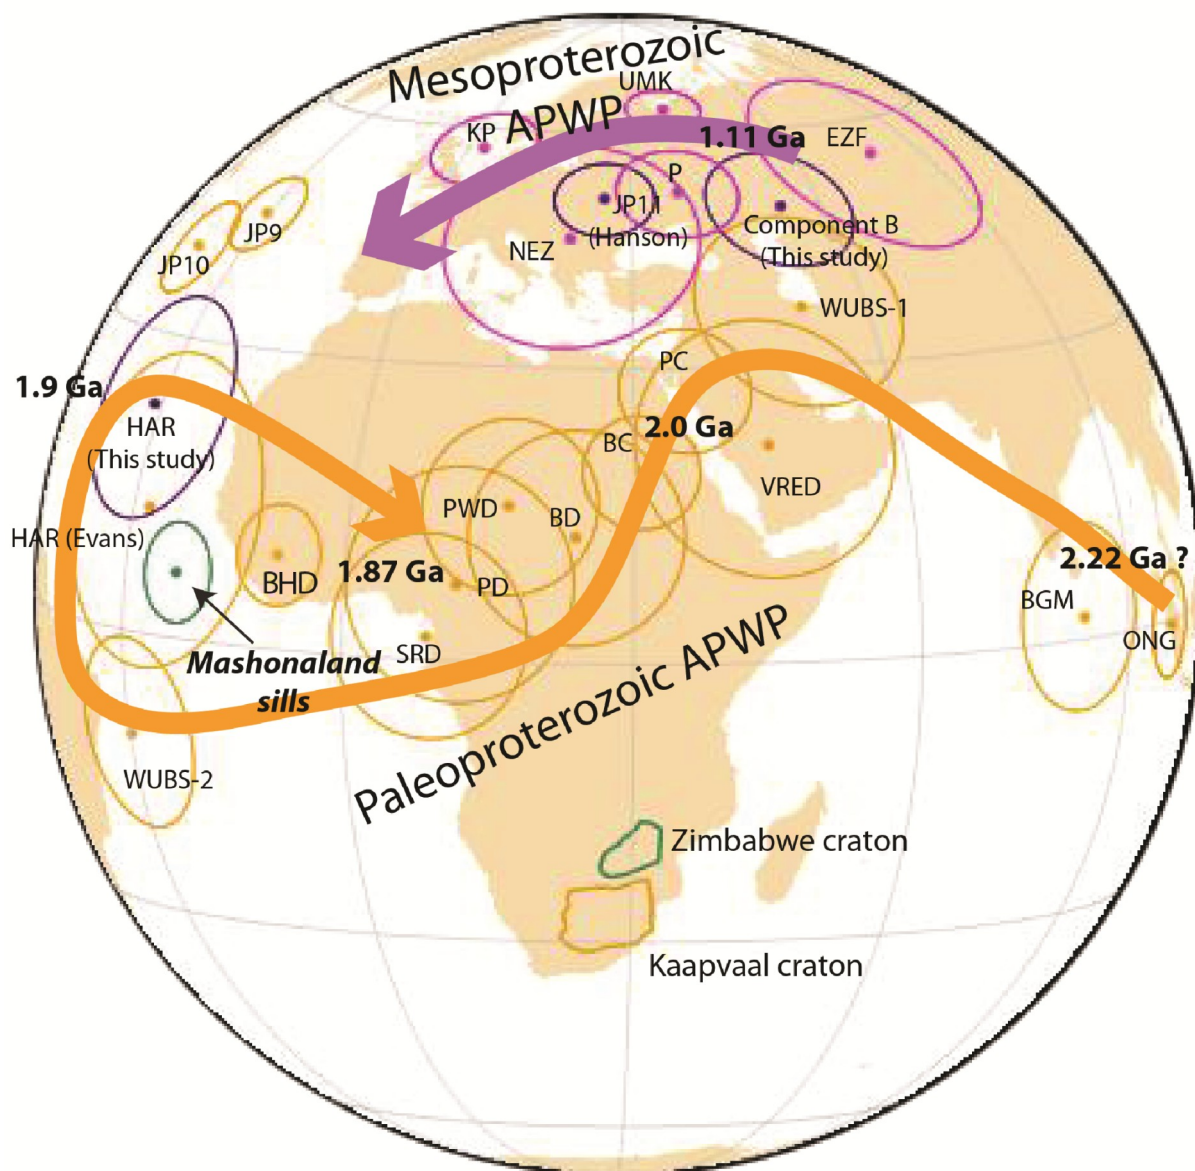 Mesoproterozoic
APWP
UMK
KP
1.11 Ga
EZF
P
JP11
(Hanson)
NEZ
Component B
(This study)
JP9
JP10
WUBS-1
PC
1.9 Ga
HAR
(This study)
2.0 Ga
BC
VRED
PWD
BD
HAR (Evans)
BHD
1.87 Ga
PD
2.22 Ga ?
BGM
ONG
SRD
Mashonaland
sills
Paleoproterozoic APWP
WUBS-2
Zimbabwe craton
Kaapvaal craton